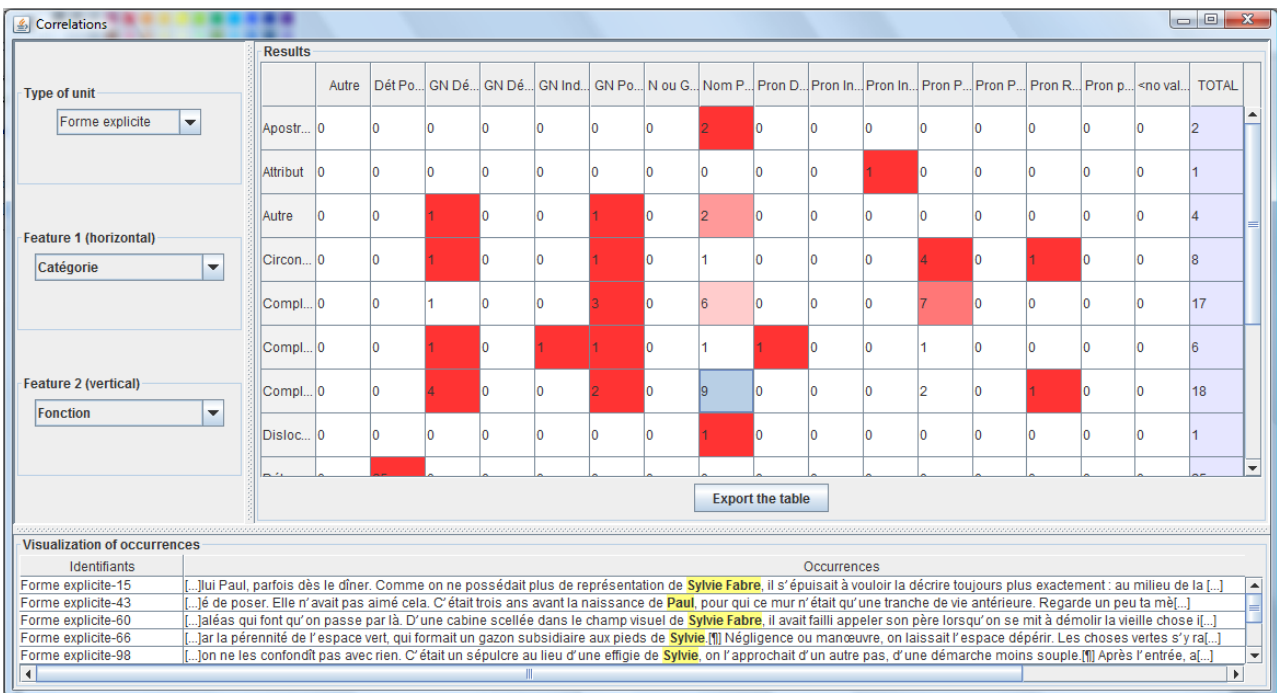 Correlations
Type of unit
Forme explicite
Feature 1 (horizontal)
Catégorie
Feature 2 (vertical)
Fonction
Results
Autre Dét Po... GN Dé... GN Dé... GN Ind... GN Po... N ou G... Nom P... Pron D... Pron In... Pron In... Pron P... Pron P... Pron R... Pron p... <no val... TOTAL
Apostr... 0 0 0 0 0 0 0 2 0 0 0 0 0 0 0 0 2
Attribut 0 0 0 0 0 0 0 0 0 0 1 0 0 0 0 0 1
Autre 0 0 1 0 0 1 0 2 0 0 0 0 0 0 0 0 4
Circon... 0 0 1 0 0 1 0 1 0 0 0 4 0 1 0 0 8
Compl... 0 0 1 0 0 3 0 6 0 0 0 7 0 0 0 0 17
Compl... 0 0 1 0 1 1 0 1 1 0 0 1 0 0 0 0 6
Compl... 0 0 4 0 0 2 0 9 0 0 0 2 0 1 0 0 18
Disloc... 0 0 0 0 0 0 0 1 0 0 0 0 0 0 0 0 1
Export the table
Visualization of occurrences
Identifiants Occurrences
Forme explicite-15 [...]lui Paul, parfois dès le dîner. Comme on ne possédait plus de représentation de Sylvie Fabre, il s'épuisait à vouloir la décrire toujours plus exactement : au milieu de la [...]
Forme explicite-43 [...]é de poser. Elle n'avait pas aimé cela. C'était trois ans avant la naissance de Paul, pour qui ce mur n'était qu'une tranche de vie antérieure. Regarde un peu ta mè[...]
Forme explicite-60 [...]aléas qui font qu'on passe par là. D'une cabine scellée dans le champ visuel de Sylvie Fabre, il avait failli appeler son père lorsqu'on se mit à démolir la vieille chose i[...]
Forme explicite-66 [...]ar la pérennité de l'espace vert, qui formait un gazon subsidiaire aux pieds de Sylvie.[¶] Négligence ou manœuvre, on laissait l'espace dépérir. Les choses vertes s'y ra[...]
Forme explicite-98 [...]on ne les confondît pas avec rien. C'était un sépulcre au lieu d'une effigie de Sylvie, on l'approchait d'un autre pas, d'une démarche moins souple.[¶] Après l'entrée, a[...]